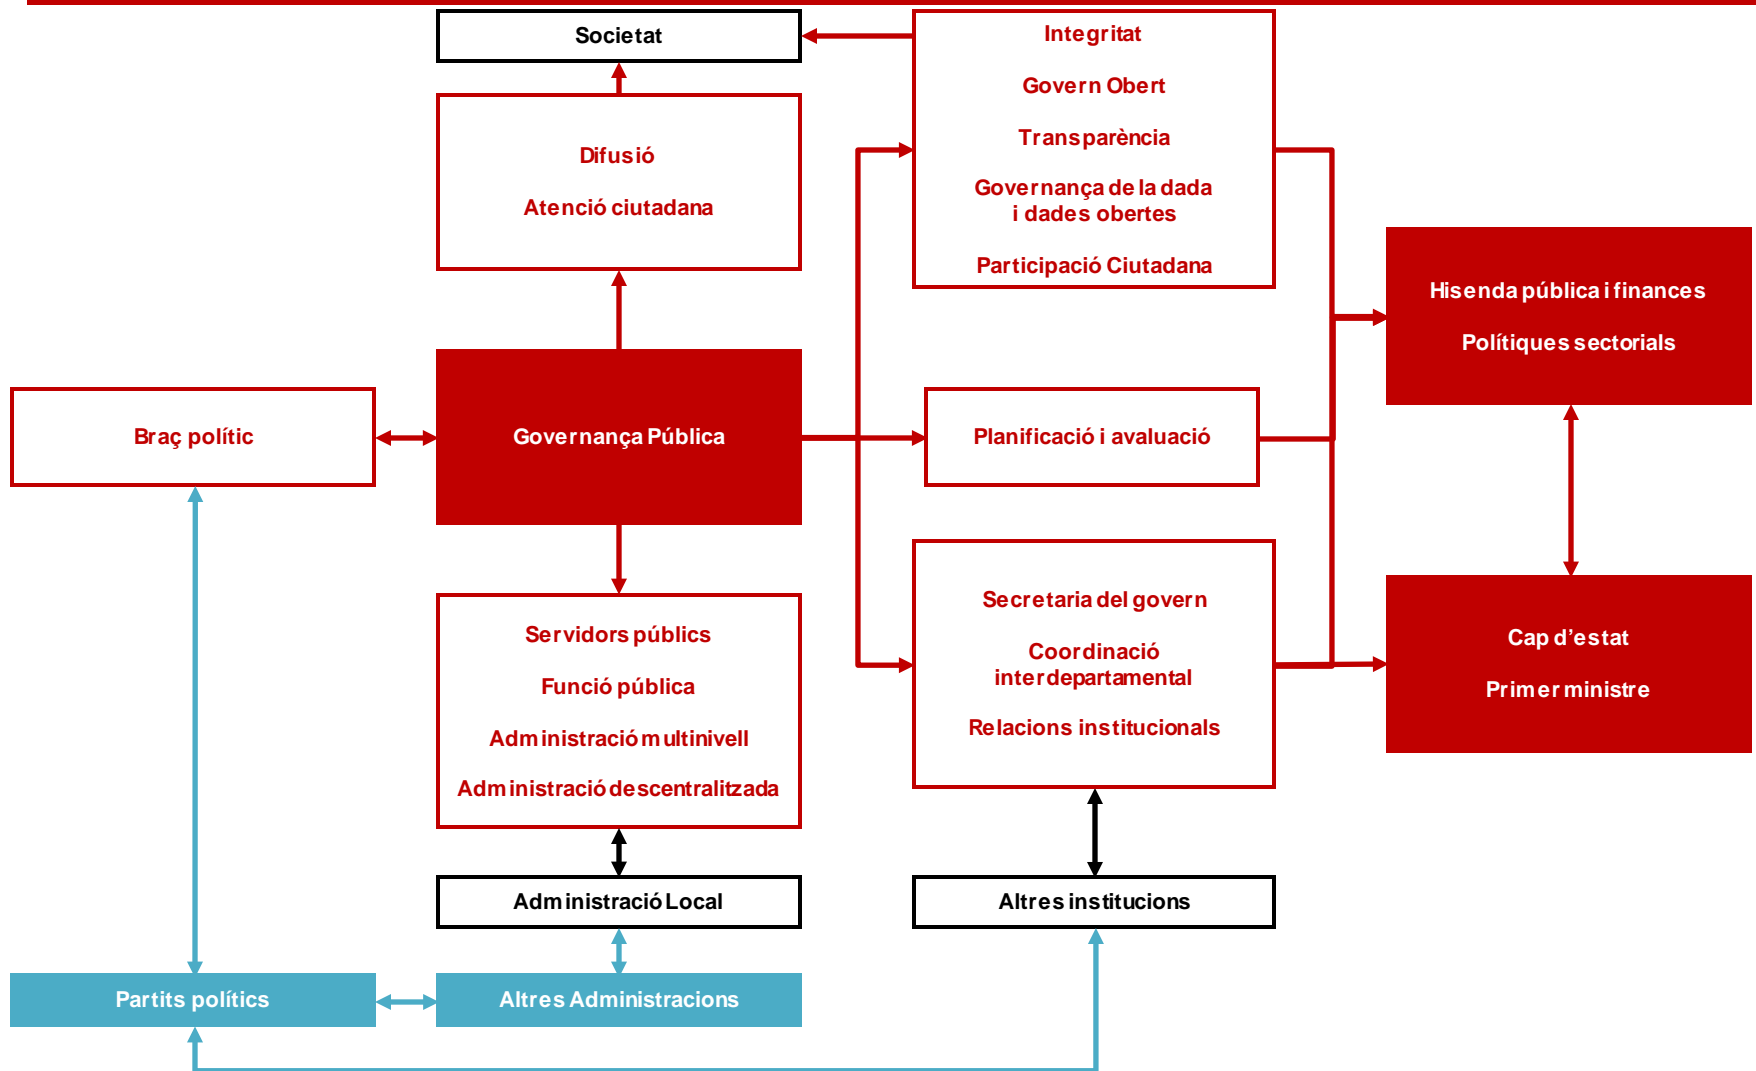 Societat
Integritat
Govern Obert
Transparència
Governança de la dada
i dades obertes
Participació Ciutadana
Difusió
Atenció ciutadana
Hisenda pública i finances
Polítiques sectorials
Braç polític
Governança Pública
Planificació i avaluació
Servidors públics
Funció pública
Administració multinivell
Administració descentralitzada
Secretaria del govern
Coordinació
interdepartamental
Relacions institucionals
Cap d’estat
Primer ministre
Administració Local
Altres institucions
Partits polítics
Altres Administracions